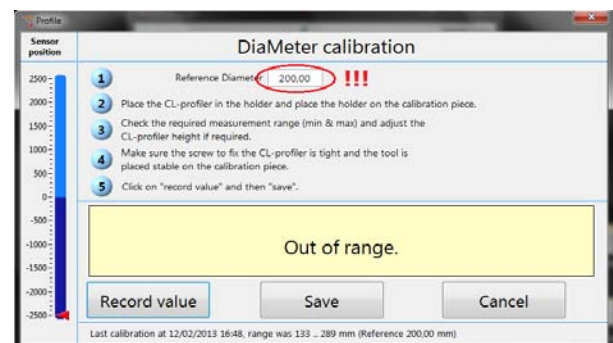 Profile
Sensor
position
DiaMeter calibration
2500
2000
1500
1000
500
0
-500
-1000
-1500
-2000
-2500
1 Reference Diameter 200,00 !!!
2 Place the CL-profiler in the holder and place the holder on the calibration piece.
3 Check the required measurement range (min & max) and adjust the
CL-profiler height if required.
4 Make sure the screw to fix the CL-profiler is tight and the tool is
placed stable on the calibration piece.
5 Click on "record value" and then "save".
Out of range.
Record value Save Cancel
Last calibration at 12/02/2013 16:48, range was 133 .. 289 mm (Reference 200,00 mm)